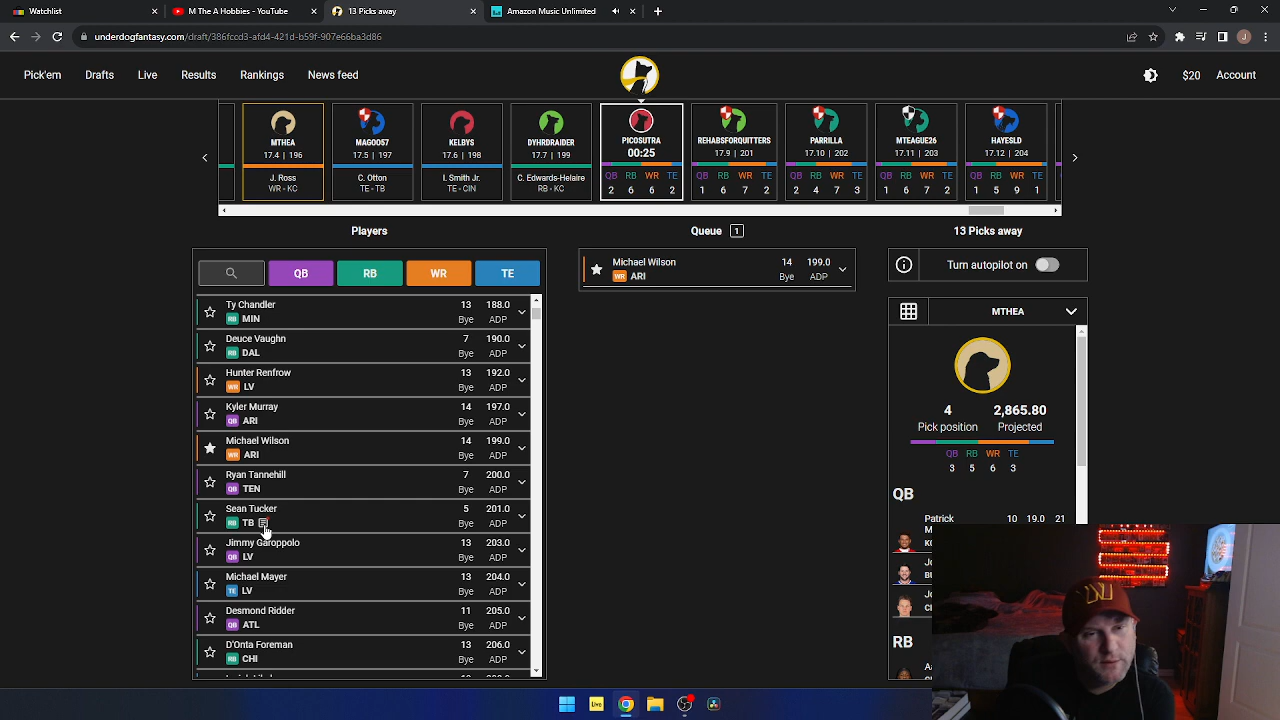 Watchlist
M The A Hobbies - YouTube
13 Picks away
Amazon Music Unlimited
underdogfantasy.com/draft/386fccd3-afd4-421d-b59f-907e66ba3d86
J
Pick'em
Drafts
Live
Results
Rankings
News feed
$20
Account
MTHEA
17.4 | 196
J. Ross
WR - KC
MAGOO57
17.5 | 197
C. Otton
TE - TB
KELBYS
17.6 | 198
I. Smith Jr.
TE - CIN
DYHRDRAIDER
17.7 | 199
C. Edwards-Helaire
RB - KC
PICOSUTRA
00:25
QB RB WR TE
2 6 6 2
REHABSFORQUITTERS
17.9 | 201
QB RB WR TE
1 6 7 2
PARRILLA
17.10 | 202
QB RB WR TE
2 4 7 3
MTEAGUE26
17.11 | 203
QB RB WR TE
1 6 7 2
HAYESLD
17.12 | 204
QB RB WR TE
1 5 9 1
Players
QB
RB
WR
TE
Ty Chandler 13 188.0
RB MIN Bye ADP
Deuce Vaughn 7 190.0
RB DAL Bye ADP
Hunter Renfrow 13 192.0
WR LV Bye ADP
Kyler Murray 14 197.0
QB ARI Bye ADP
Michael Wilson 14 199.0
WR ARI Bye ADP
Ryan Tannehill 7 200.0
QB TEN Bye ADP
Sean Tucker 5 201.0
RB TB Bye ADP
Jimmy Garoppolo 13 203.0
QB LV Bye ADP
Michael Mayer 13 204.0
TE LV Bye ADP
Desmond Ridder 11 205.0
QB ATL Bye ADP
D'Onta Foreman 13 206.0
RB CHI Bye ADP
Queue 1
Michael Wilson 14 199.0
WR ARI Bye ADP
13 Picks away
Turn autopilot on
MTHEA
4 2,865.80
Pick position Projected
QB RB WR TE
3 5 6 3
QB
Patrick 10 19.0 21
RB
Live